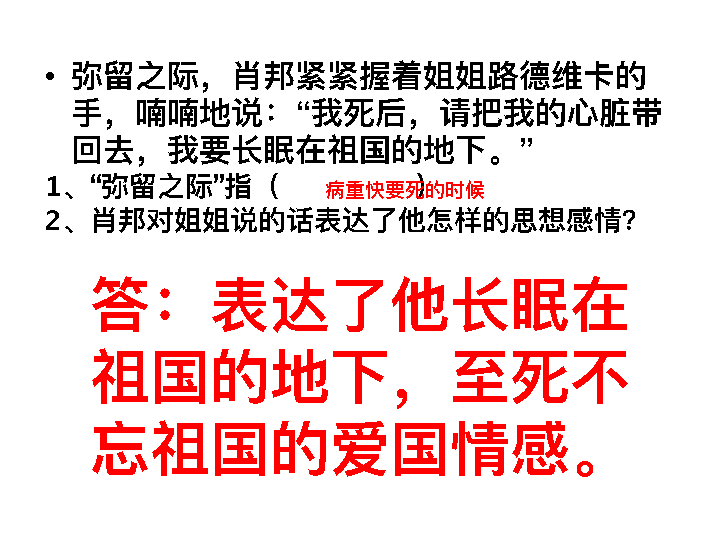 • 弥留之际，肖邦紧紧握着姐姐路德维卡的
手，喃喃地说：“我死后，请把我的心脏带
回去，我要长眠在祖国的地下。”
1、“弥留之际”指（ 病重快要死的时候 ）
2、肖邦对姐姐说的话表达了他怎样的思想感情?
答：表达了他长眠在
祖国的地下，至死不
忘祖国的爱国情感。